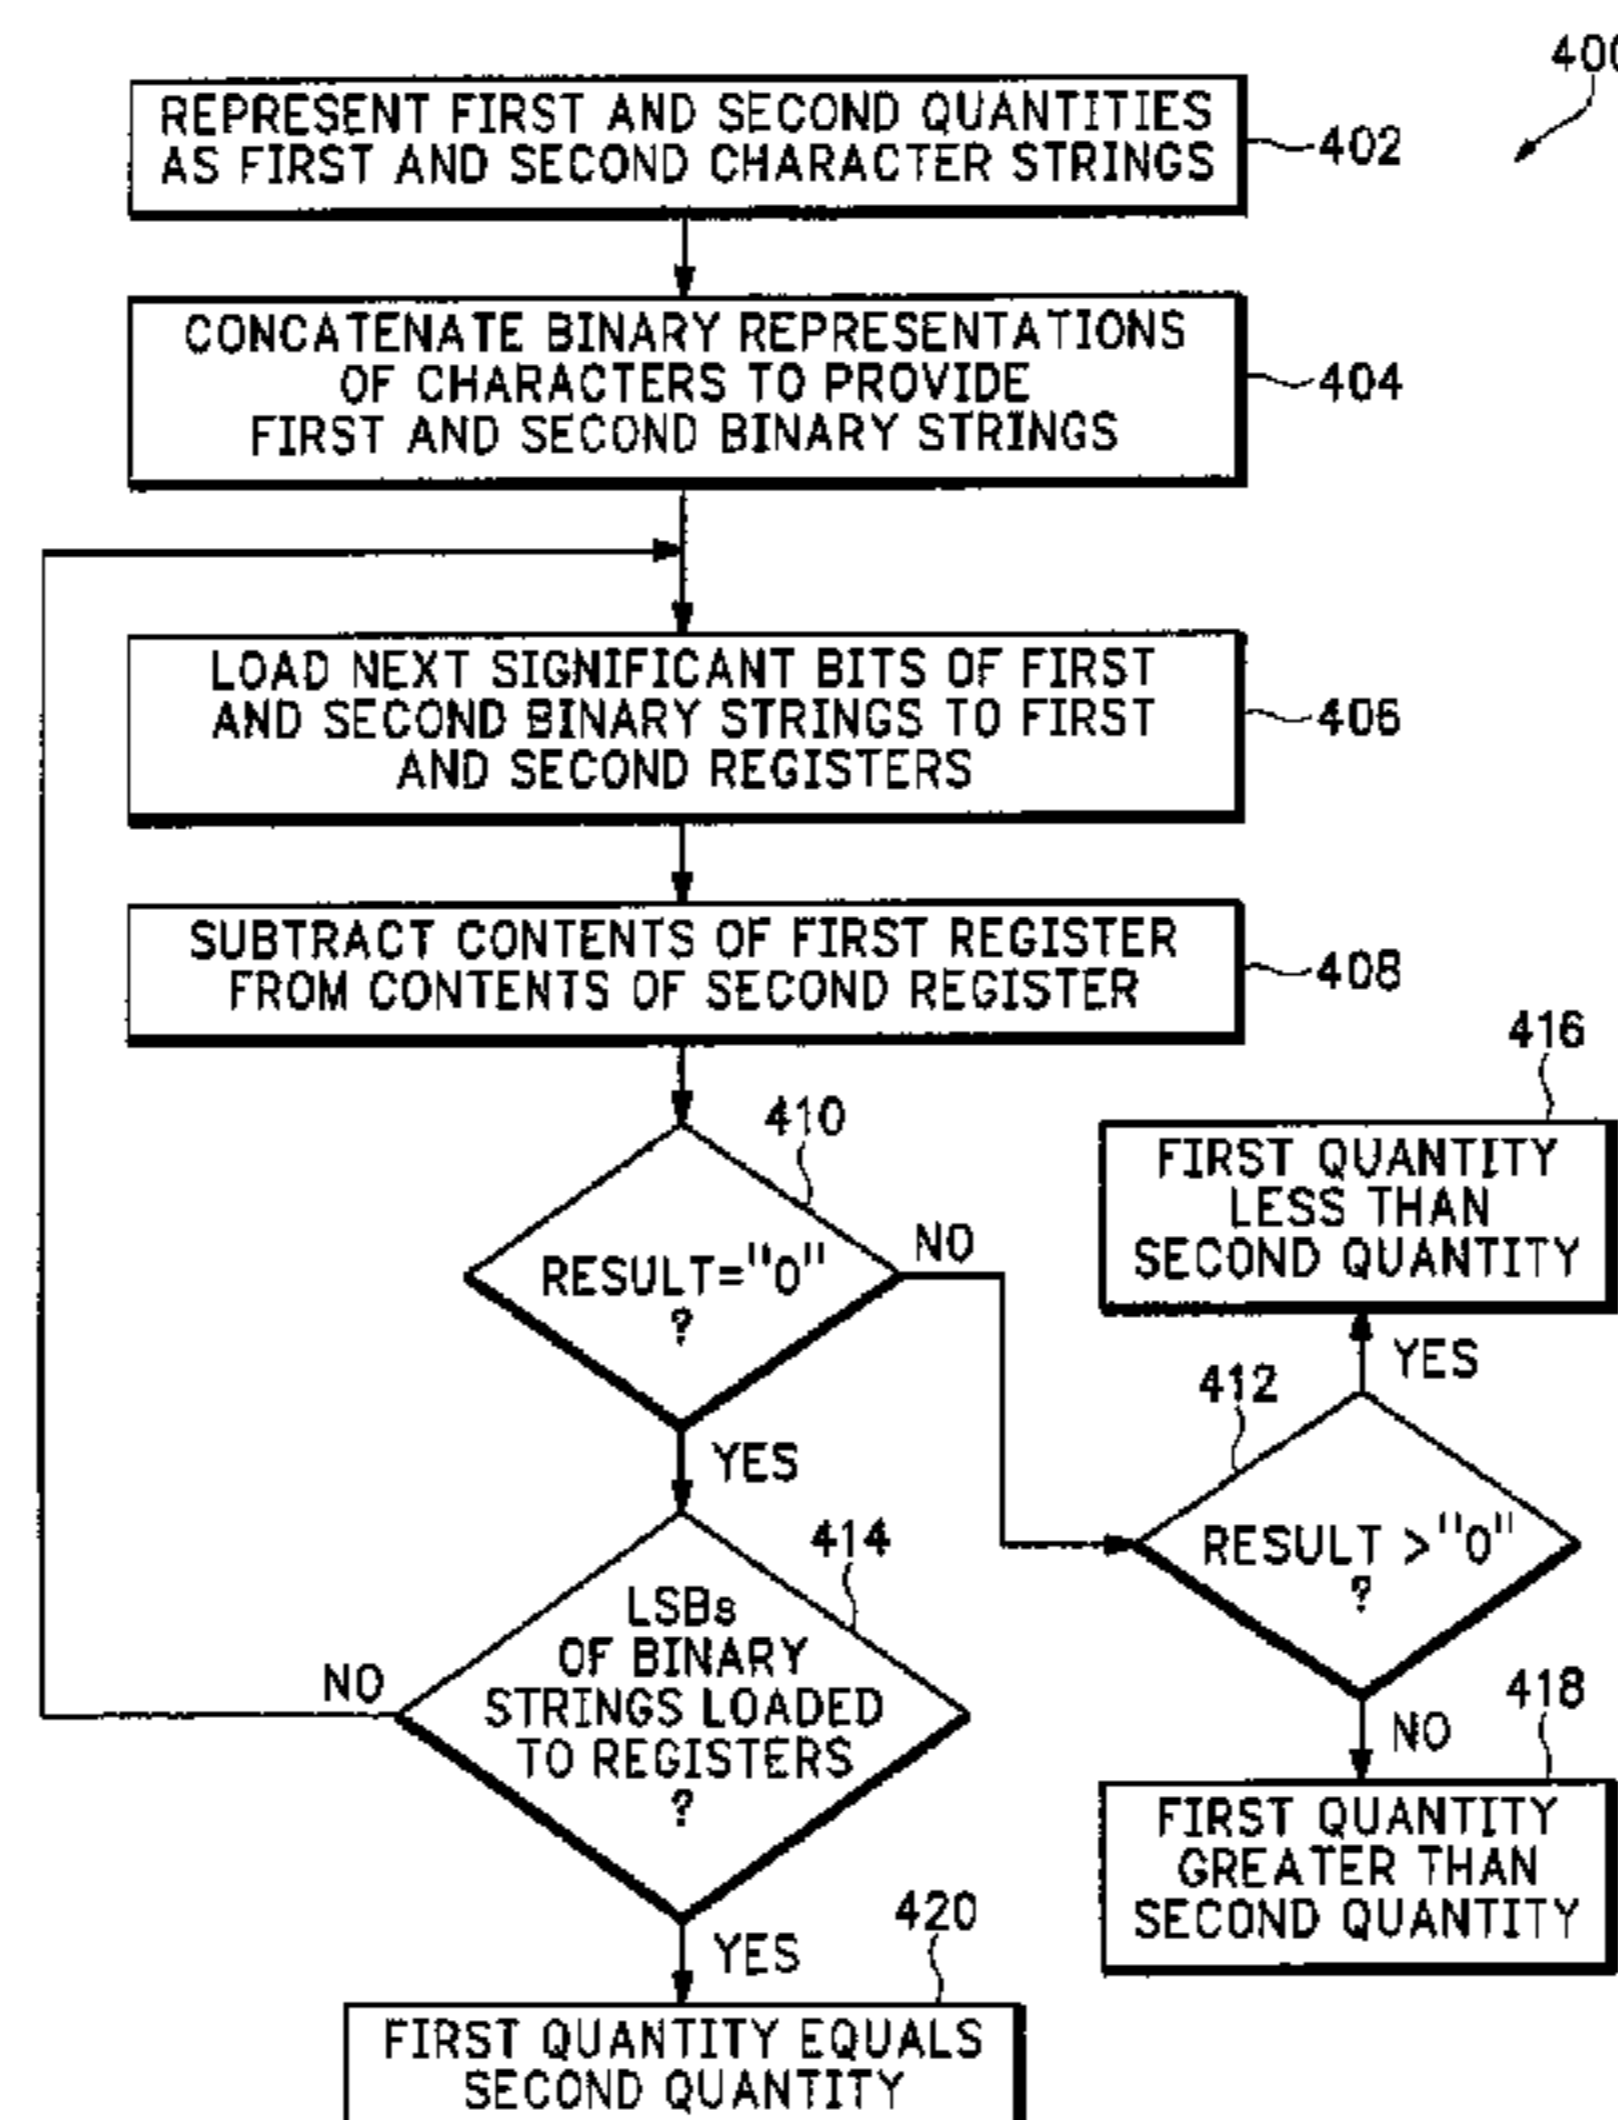 400
REPRESENT FIRST AND SECOND QUANTITIES
AS FIRST AND SECOND CHARACTER STRINGS
402
CONCATENATE BINARY REPRESENTATIONS
OF CHARACTERS TO PROVIDE
FIRST AND SECOND BINARY STRINGS
404
LOAD NEXT SIGNIFICANT BITS OF FIRST
AND SECOND BINARY STRINGS TO FIRST
AND SECOND REGISTERS
406
SUBTRACT CONTENTS OF FIRST REGISTER
FROM CONTENTS OF SECOND REGISTER
408
410
RESULT="0"
?
NO
YES
416
FIRST QUANTITY
LESS THAN
SECOND QUANTITY
YES
412
RESULT >"0"
?
NO
418
FIRST QUANTITY
GREATER THAN
SECOND QUANTITY
414
LSBs
OF BINARY
STRINGS LOADED
TO REGISTERS
?
NO
YES
420
FIRST QUANTITY EQUALS
SECOND QUANTITY